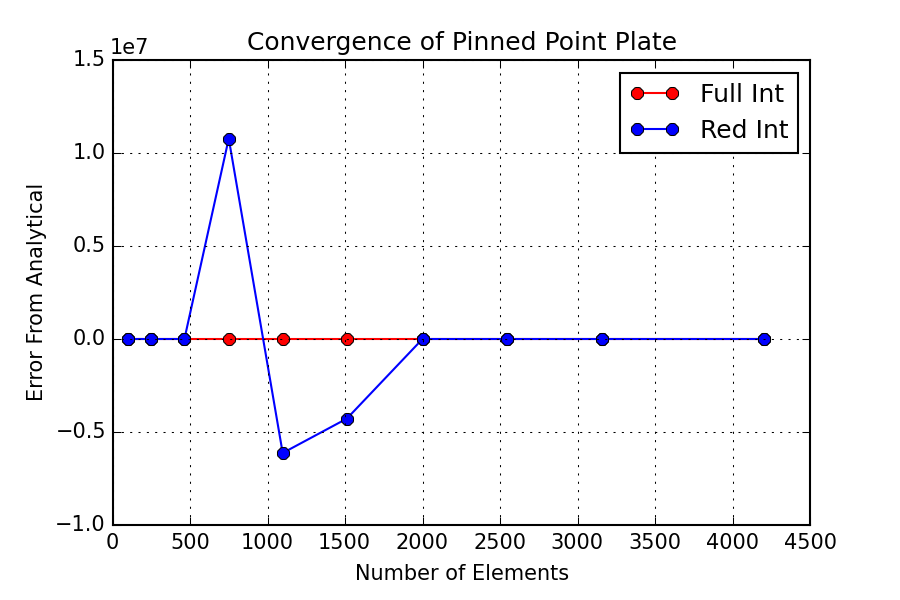 Convergence of Pinned Point Plate
1e7
1.5
1.0
0.5
0.0
−0.5
−1.0
Error From Analytical
Full Int
Red Int
0 500 1000 1500 2000 2500 3000 3500 4000 4500
Number of Elements